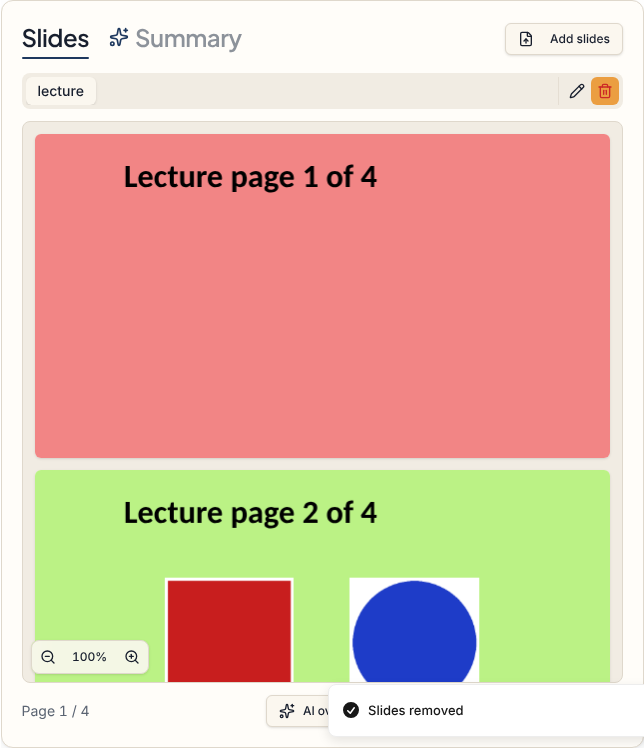 Slides
Summary
Add slides
lecture
Lecture page 1 of 4
Lecture page 2 of 4
100%
Page 1 / 4
AI
Slides removed